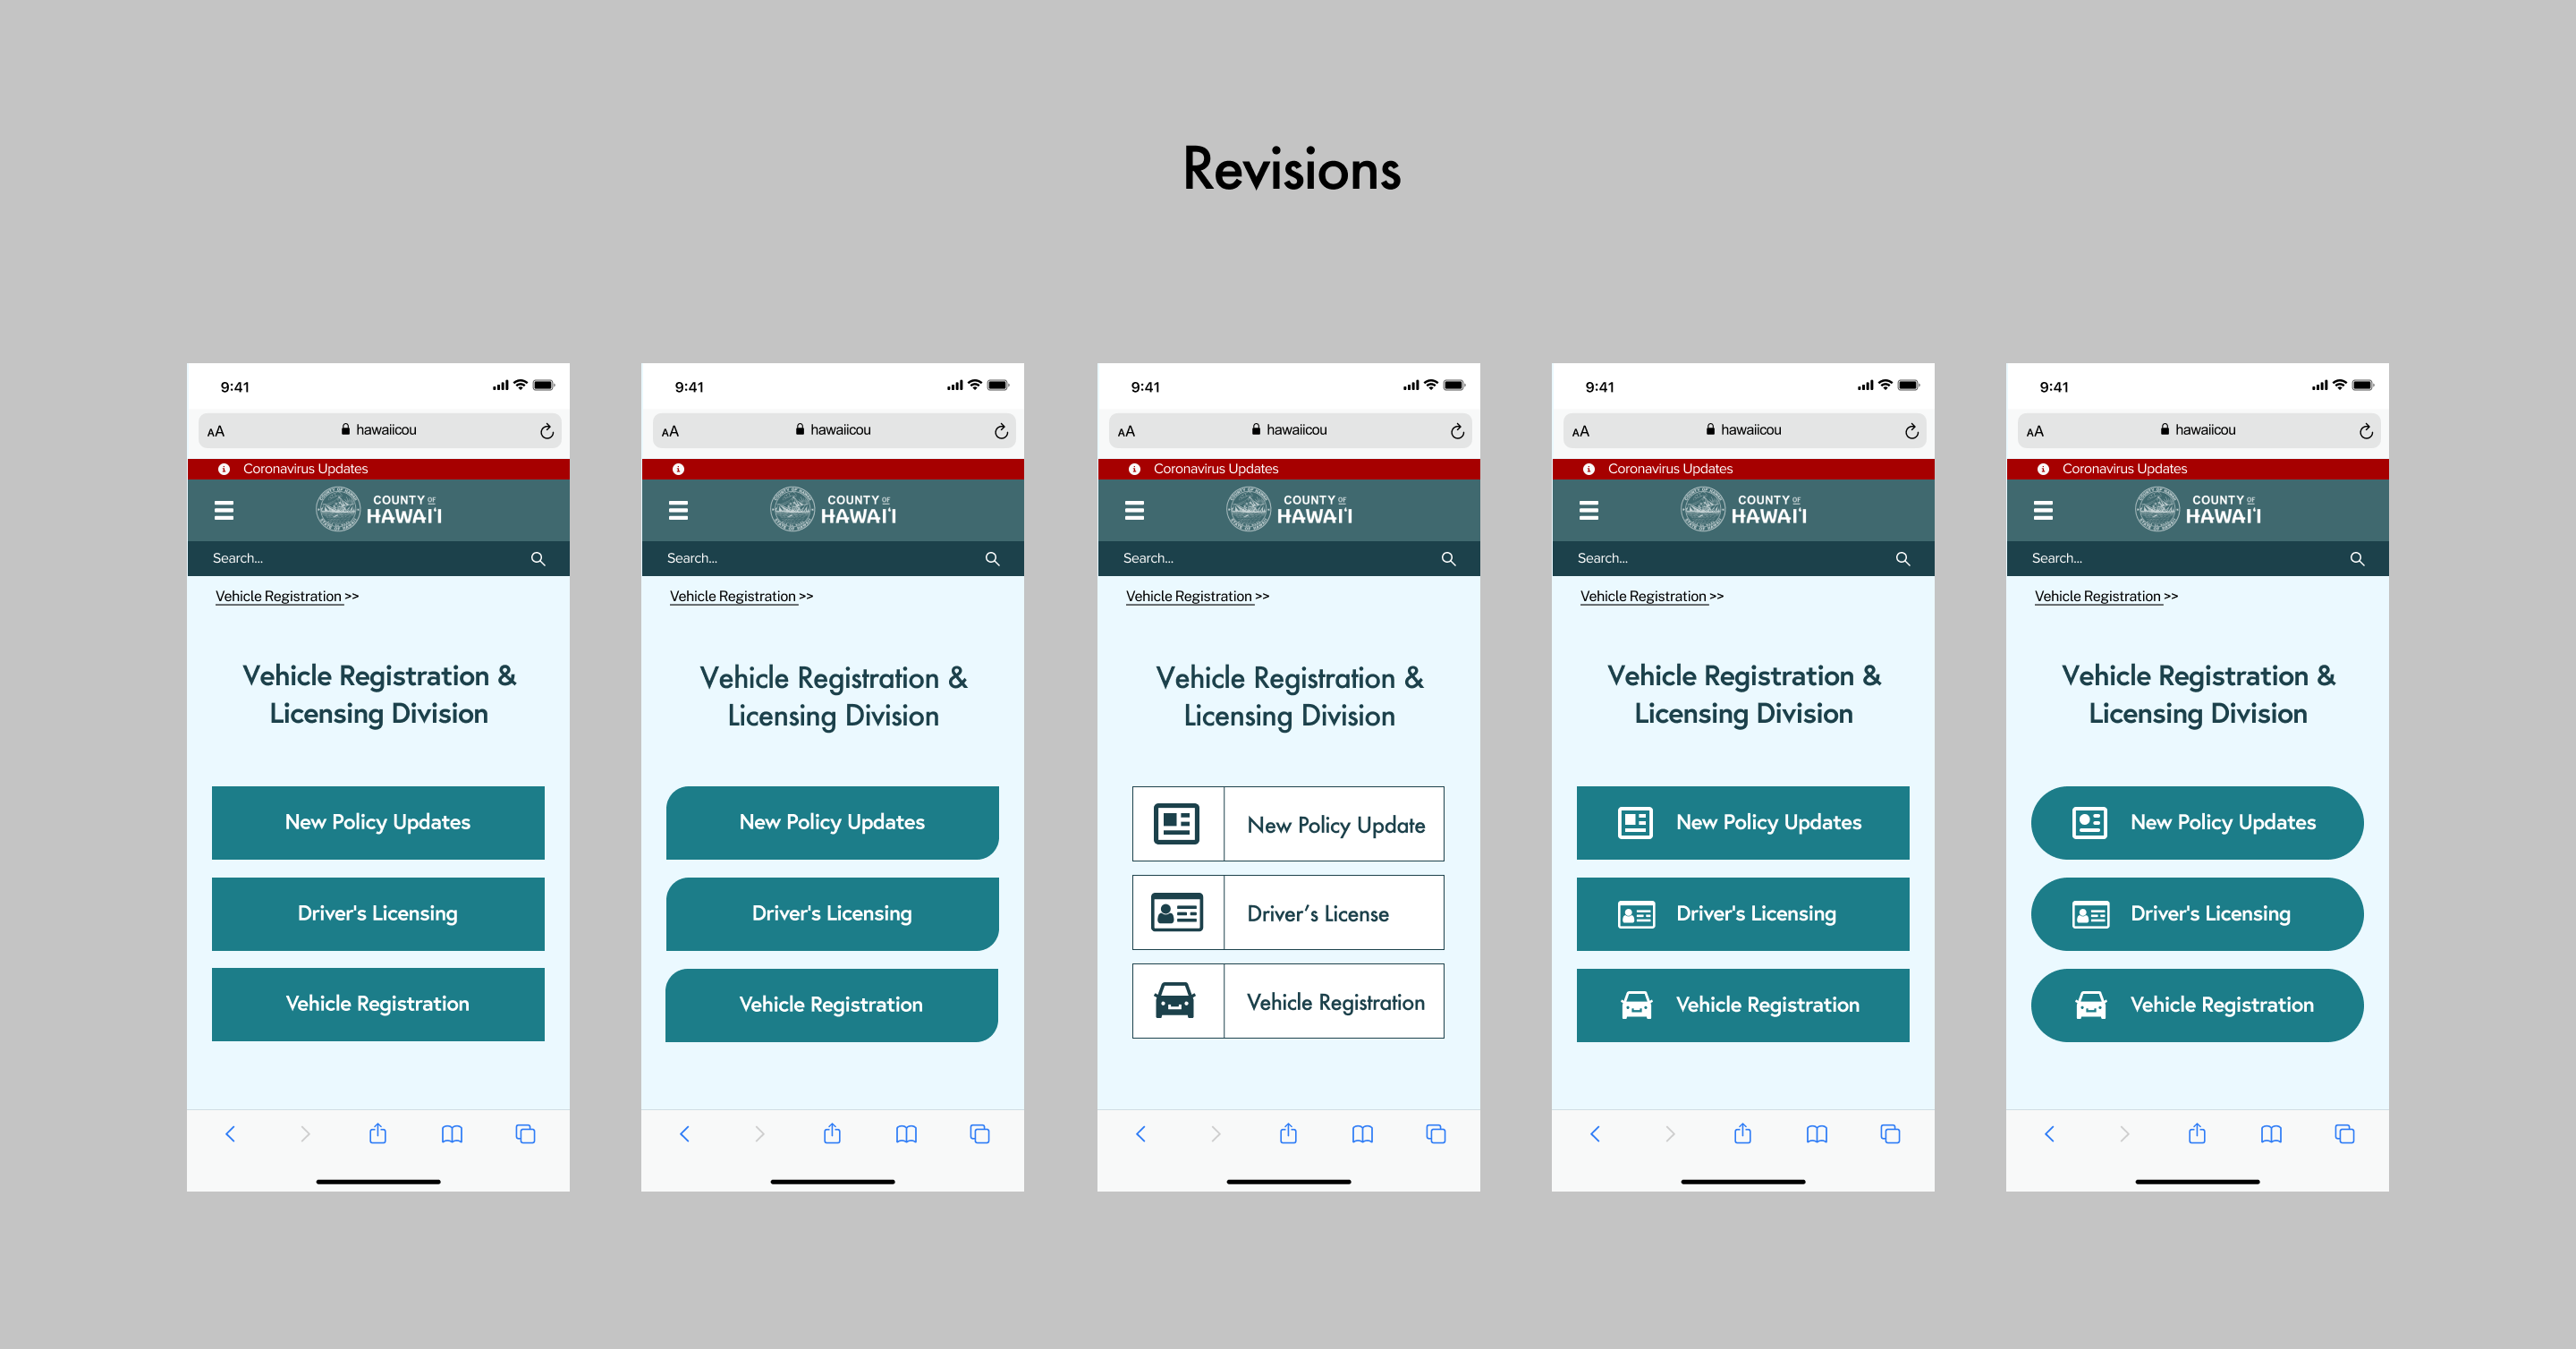 Revisions
9:41
AA hawaiicou
Coronavirus Updates
COUNTY OF
HAWAI'I
Search...
Vehicle Registration >>
Vehicle Registration &
Licensing Division
New Policy Updates
Driver's Licensing
Vehicle Registration
9:41
AA hawaiicou
COUNTY OF
HAWAI'I
Search...
Vehicle Registration >>
Vehicle Registration &
Licensing Division
New Policy Updates
Driver's Licensing
Vehicle Registration
9:41
AA hawaiicou
Coronavirus Updates
COUNTY OF
HAWAI'I
Search...
Vehicle Registration >>
Vehicle Registration &
Licensing Division
New Policy Update
Driver’s License
Vehicle Registration
9:41
AA hawaiicou
Coronavirus Updates
COUNTY OF
HAWAI'I
Search...
Vehicle Registration >>
Vehicle Registration &
Licensing Division
New Policy Updates
Driver's Licensing
Vehicle Registration
9:41
AA hawaiicou
Coronavirus Updates
COUNTY OF
HAWAI'I
Search...
Vehicle Registration >>
Vehicle Registration &
Licensing Division
New Policy Updates
Driver's Licensing
Vehicle Registration